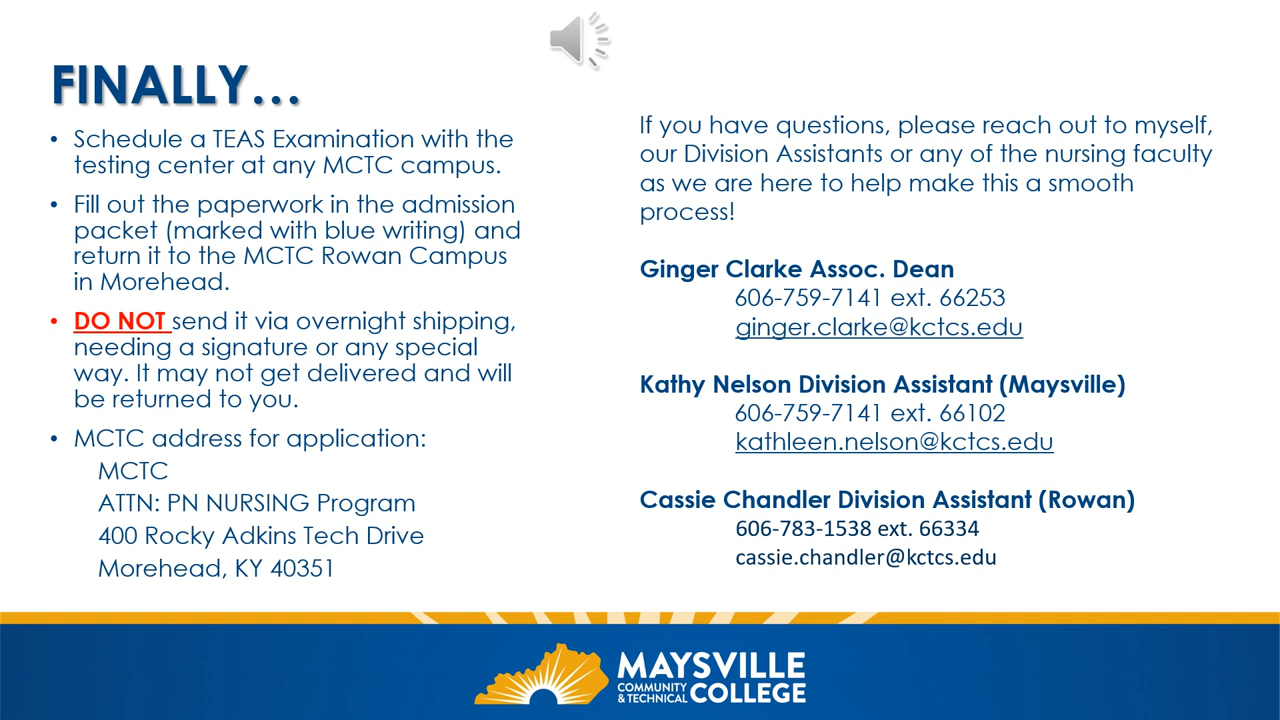 FINALLY...
• Schedule a TEAS Examination with the
testing center at any MCTC campus.
• Fill out the paperwork in the admission
packet (marked with blue writing) and
return it to the MCTC Rowan Campus
in Morehead.
• DO NOT send it via overnight shipping,
needing a signature or any special
way. It may not get delivered and will
be returned to you.
• MCTC address for application:
MCTC
ATTN: PN NURSING Program
400 Rocky Adkins Tech Drive
Morehead, KY 40351
If you have questions, please reach out to myself,
our Division Assistants or any of the nursing faculty
as we are here to help make this a smooth
process!
Ginger Clarke Assoc. Dean
606-759-7141 ext. 66253
ginger.clarke@kctcs.edu
Kathy Nelson Division Assistant (Maysville)
606-759-7141 ext. 66102
kathleen.nelson@kctcs.edu
Cassie Chandler Division Assistant (Rowan)
606-783-1538 ext. 66334
cassie.chandler@kctcs.edu
MAYSVILLE
COMMUNITY
& TECHNICAL COLLEGE